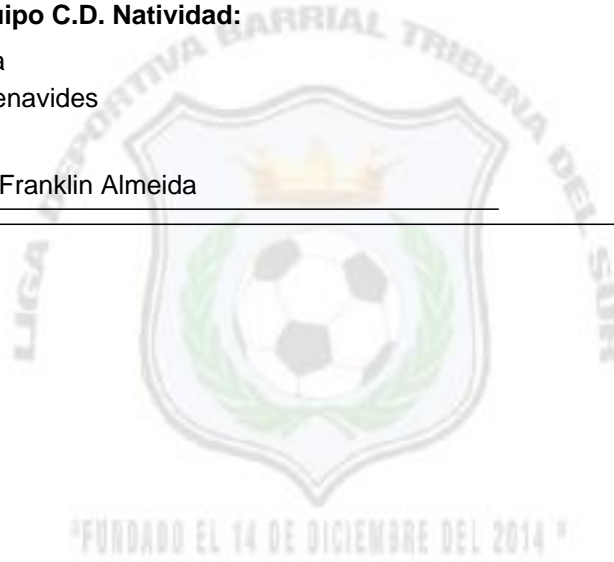 uipo C.D. Natividad:
a
enavides
Franklin Almeida
LIGA DEPORTIVA BARRIAL TRIBUNA DEL SUR
"FUNDADO EL 14 DE DICIEMBRE DEL 2014 "